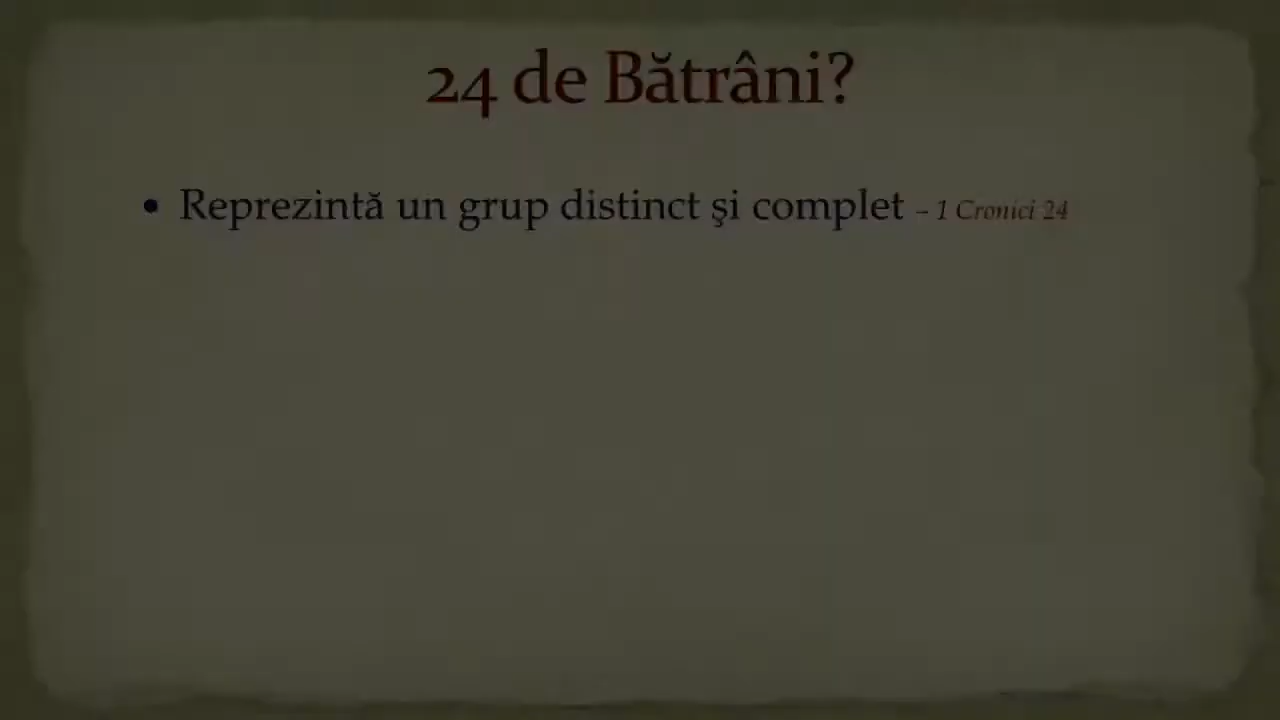 24 de Bătrâni?
• Reprezintă un grup distinct şi complet – 1 Cronici 24